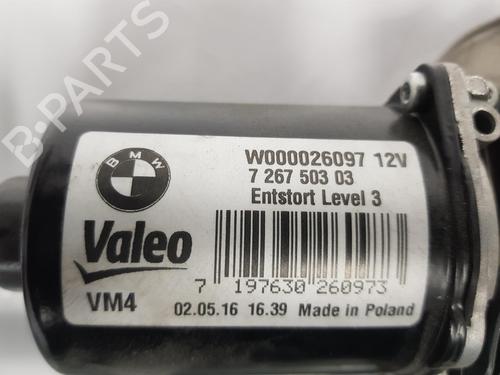 BMW
W000026097 12V
7 267 503 03
Entstort Level 3
Valeo
7 197630 260973
VM4
02.05.16 16.39 Made in Poland
B-PARTS